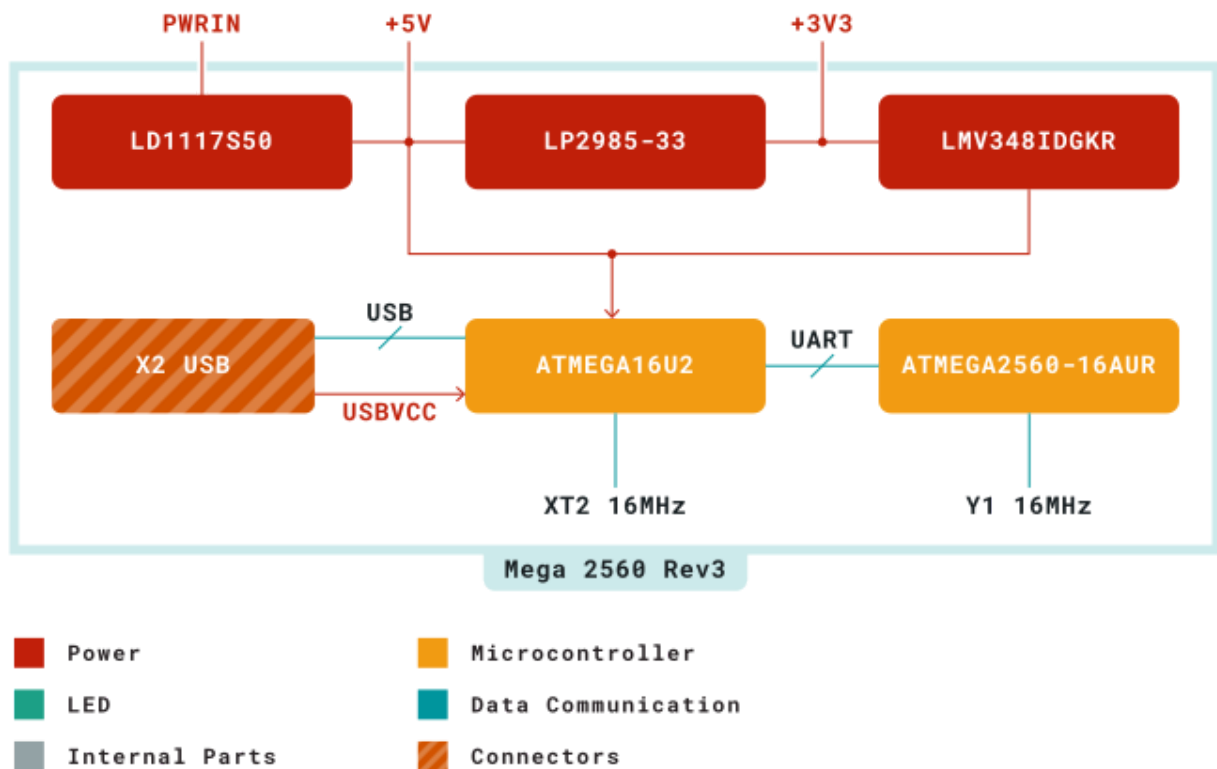 PWRIN +5V +3V3
LD1117S50 LP2985-33 LMV348IDGKR
USB UART
X2 USB ATMEGA16U2 ATMEGA2560-16AUR
USBVCC
XT2 16MHz Y1 16MHz
Mega 2560 Rev3
Power Microcontroller
LED Data Communication
Internal Parts Connectors